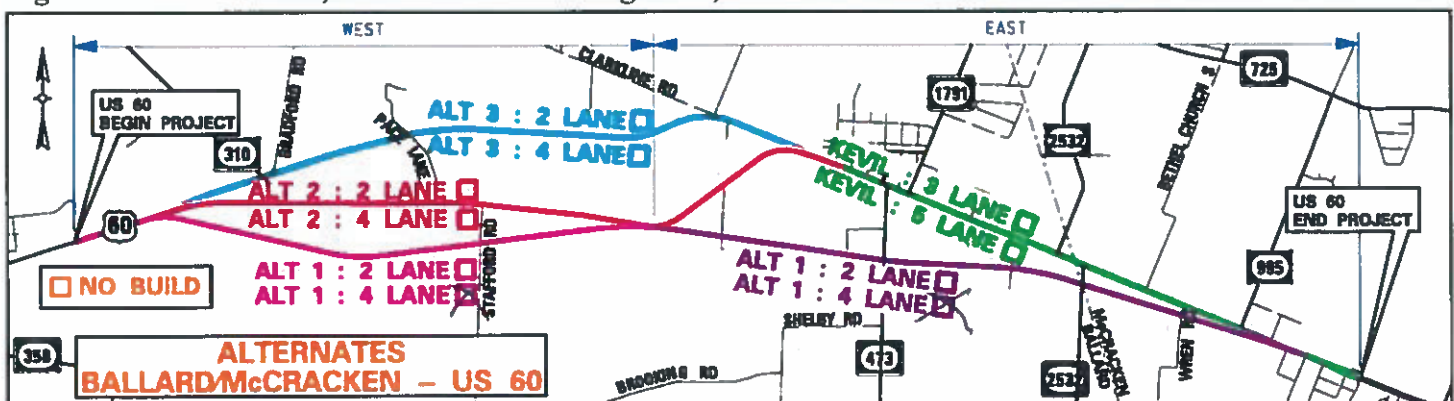 WEST
EAST
US 60
BEGIN PROJECT
310
BRADFORD RD
PACE LANE
CLARKLINE RD
ALT 3 : 2 LANE
ALT 3 : 4 LANE
1791
2532
BETHEL CHURCH
725
KEVIL : 3 LANE
KEVIL : 5 LANE
US 60
END PROJECT
60
ALT 2 : 2 LANE
ALT 2 : 4 LANE
STAFFORD RD
ALT 1 : 2 LANE
ALT 1 : 4 LANE
NO BUILD
ALT 1 : 2 LANE
ALT 1 : 4 LANE
995
SHELBY RD
473
McCRACKEN
BALLARD
WREN
2532
358
ALTERNATES
BALLARD/McCRACKEN - US 60
BROOKING RD